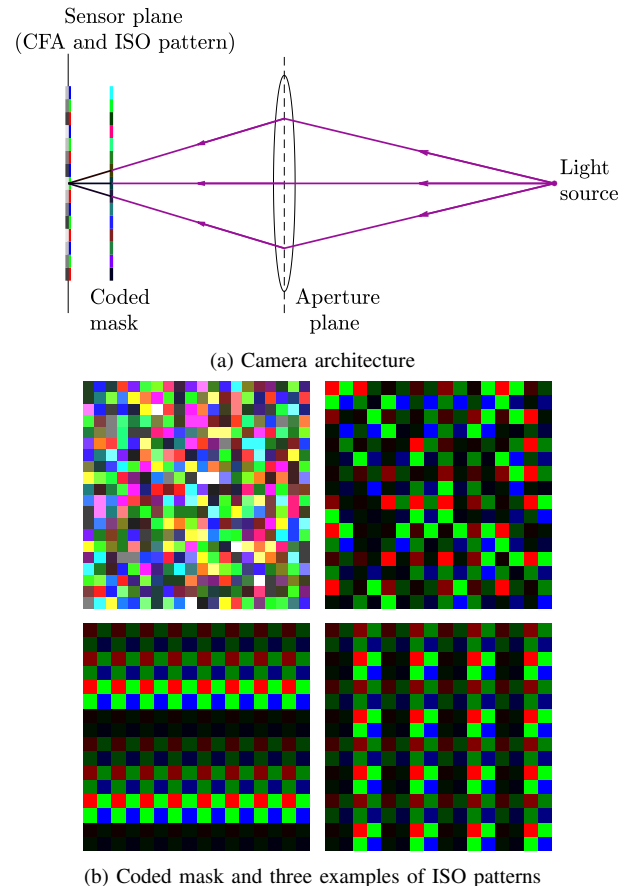 Sensor plane
(CFA and ISO pattern)
Light
source
Coded
mask
Aperture
plane
(a) Camera architecture
(b) Coded mask and three examples of ISO patterns